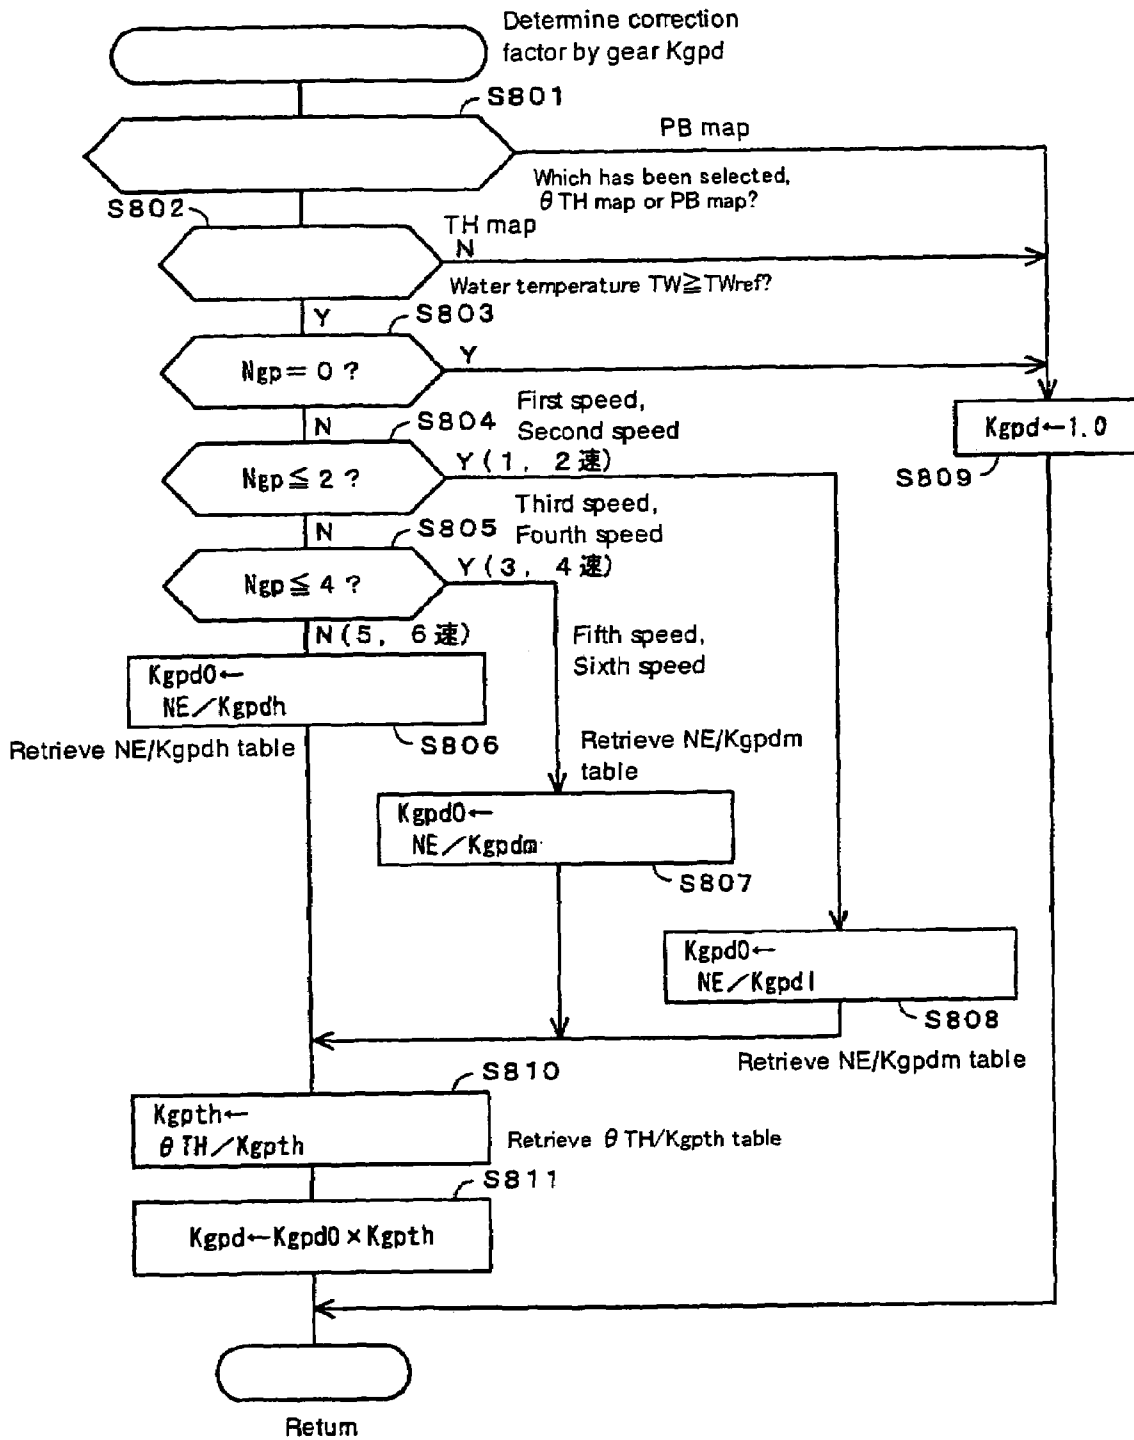 Determine correction
factor by gear Kgpd
S801
PB map
Which has been selected,
θ TH map or PB map?
S802
TH map
N
Water temperature TW≧TWref?
Y
S803
Ngp=0?
Y
N
First speed,
Second speed
S804
Ngp≦2?
Y(1, 2速)
Kgpd←1.0
S809
N
Third speed,
Fourth speed
S805
Ngp≦4?
Y(3, 4速)
N(5, 6速)
Fifth speed,
Sixth speed
Kgpd0←
NE/Kgpdh
S806
Retrieve NE/Kgpdh table
Retrieve NE/Kgpdm
table
Kgpd0←
NE/Kgpdm
S807
Kgpd0←
NE/Kgpdl
S808
Retrieve NE/Kgpdm table
S810
Kgpth←
θ TH/Kgpth
Retrieve θ TH/Kgpth table
S811
Kgpd←Kgpd0×Kgpth
Return